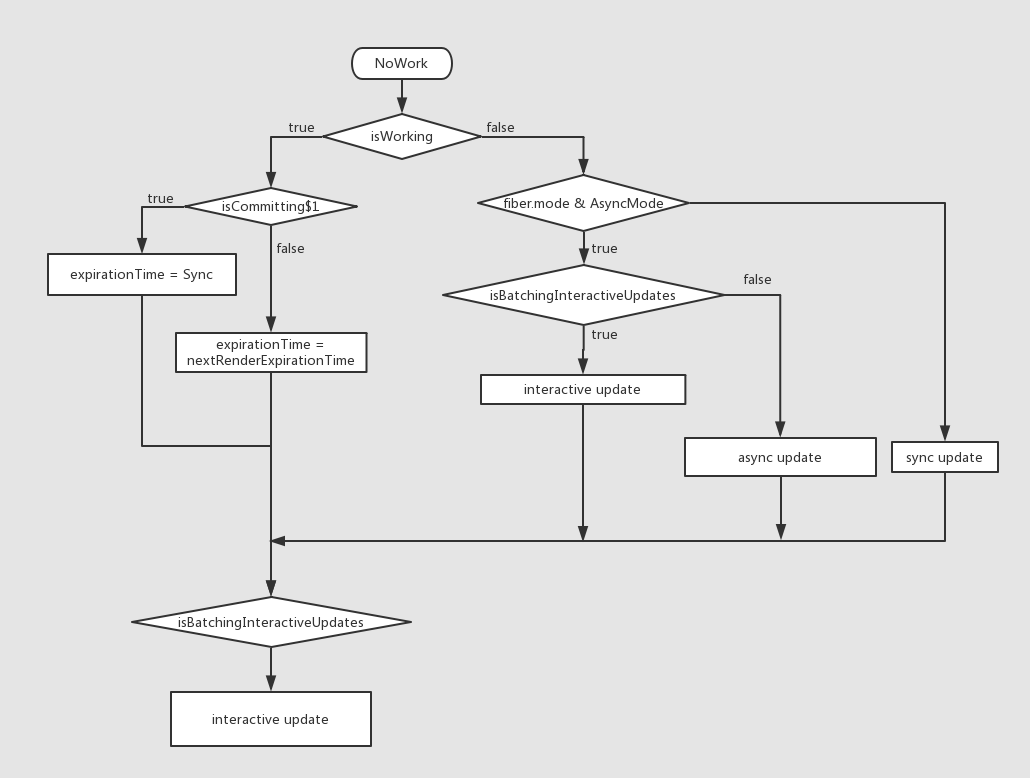 NoWork
true
isWorking
false
true
isCommitting$1
fiber.mode & AsyncMode
false
true
expirationTime = Sync
false
isBatchingInteractiveUpdates
true
expirationTime =
nextRenderExpirationTime
interactive update
async update
sync update
isBatchingInteractiveUpdates
interactive update